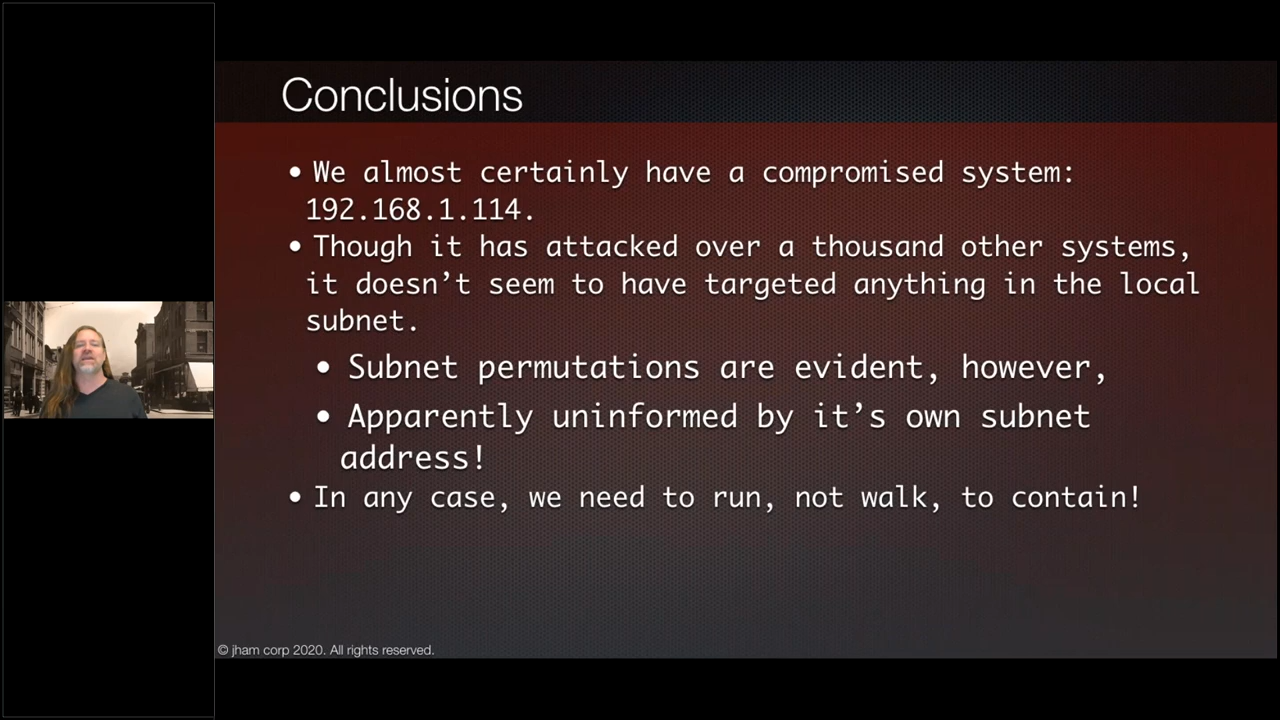 Conclusions
• We almost certainly have a compromised system:
192.168.1.114.
• Though it has attacked over a thousand other systems,
it doesn’t seem to have targeted anything in the local
subnet.
• Subnet permutations are evident, however,
• Apparently uninformed by it’s own subnet
address!
• In any case, we need to run, not walk, to contain!
© jham corp 2020. All rights reserved.